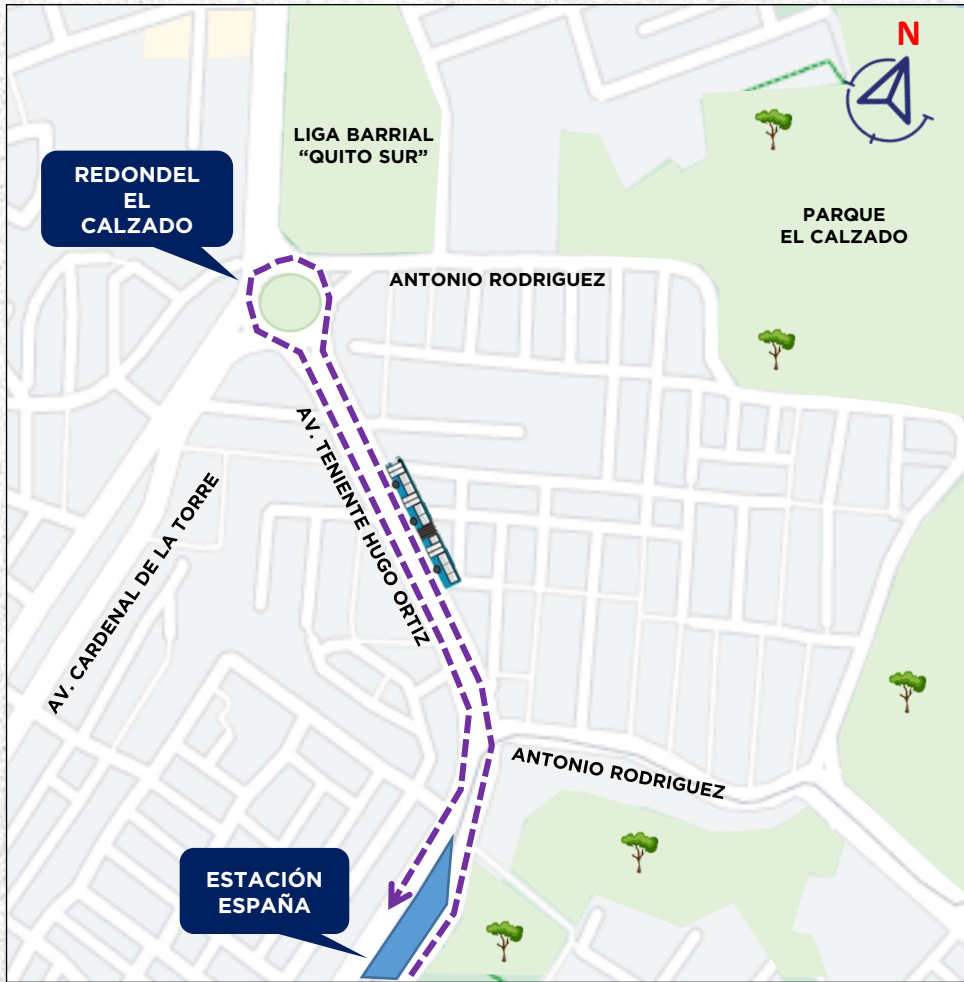 N
LIGA BARRIAL
“QUITO SUR”
REDONDEL
EL
CALZADO
PARQUE
EL CALZADO
ANTONIO RODRIGUEZ
AV. TENIENTE HUGO ORTIZ
AV. CARDENAL DE LA TORRE
ANTONIO RODRIGUEZ
ESTACIÓN
ESPAÑA